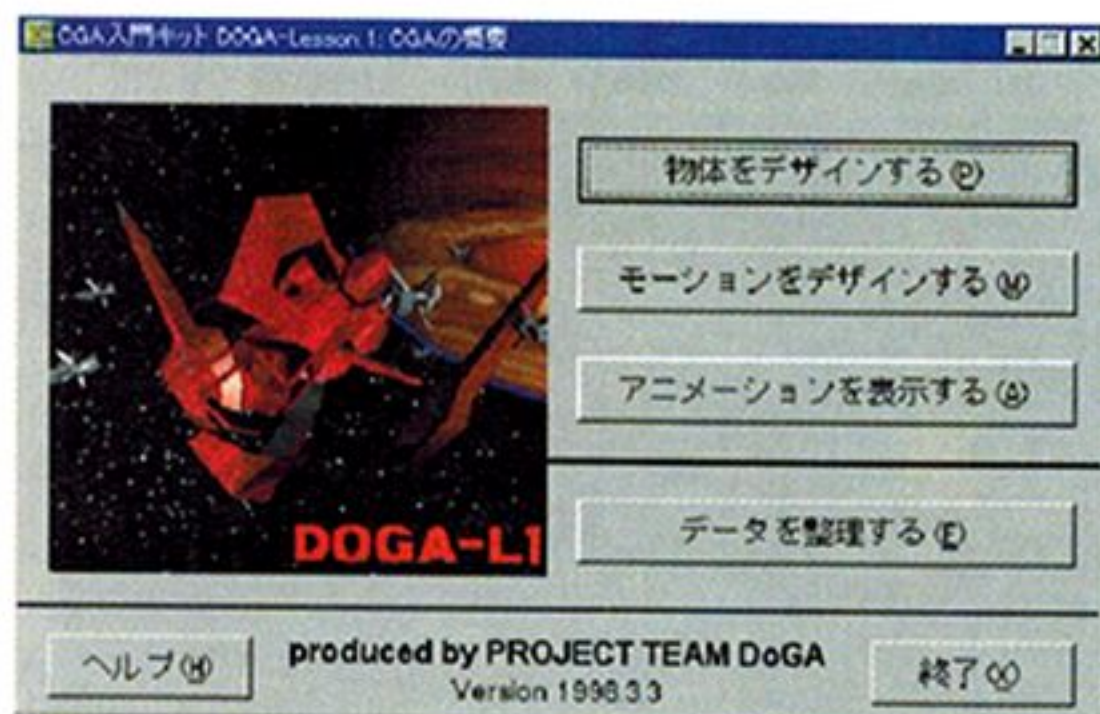 CGA入門キット DOGA-Lesson 1: CGAの概要
物体をデザインする(P)
モーションをデザインする(M)
アニメーションを表示する(A)
DOGA-L1
データを整理する(E)
ヘルプ(H)
produced by PROJECT TEAM DoGA
Version 1998.3.3
終了(X)